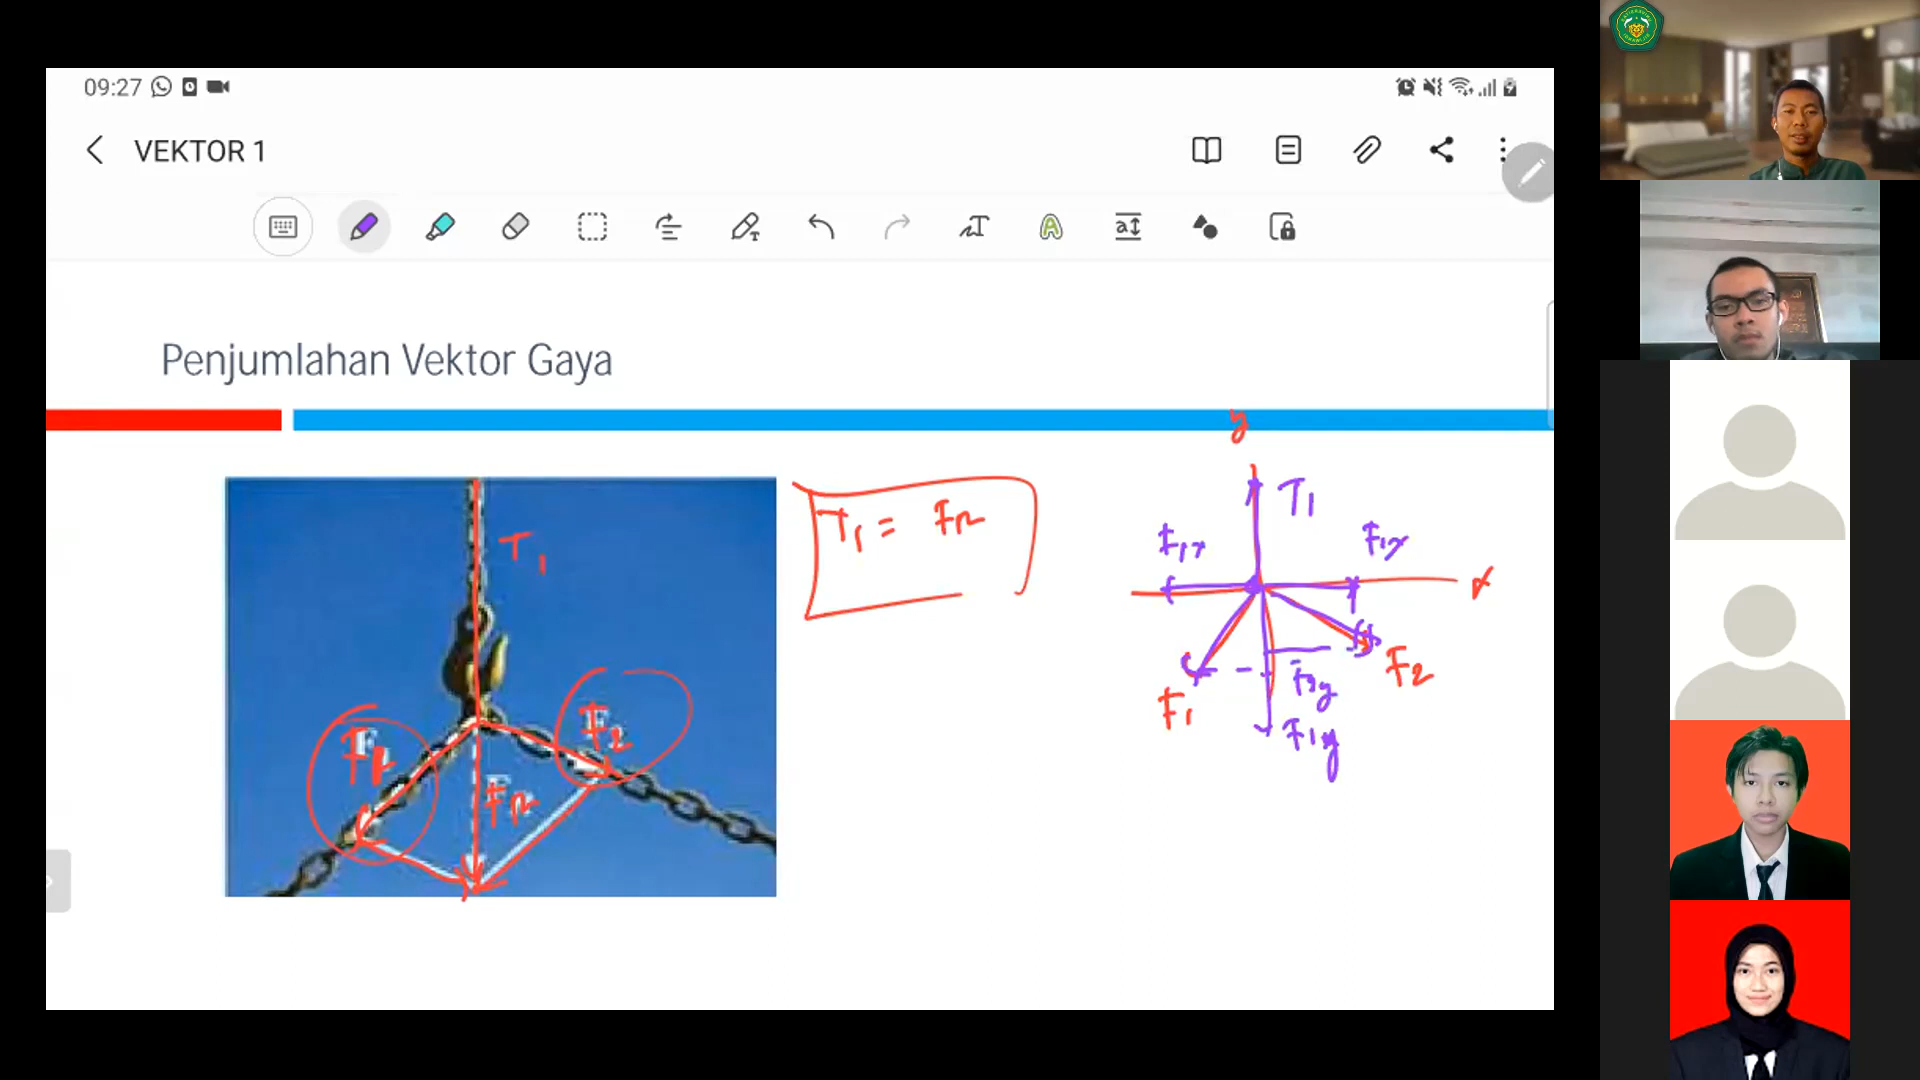 09:27
VEKTOR 1
Penjumlahan Vektor Gaya
T1
F1
F2
FR
T1 = FR
y
T1
F1x
F1x
x
F1
F2
F2y
F1y